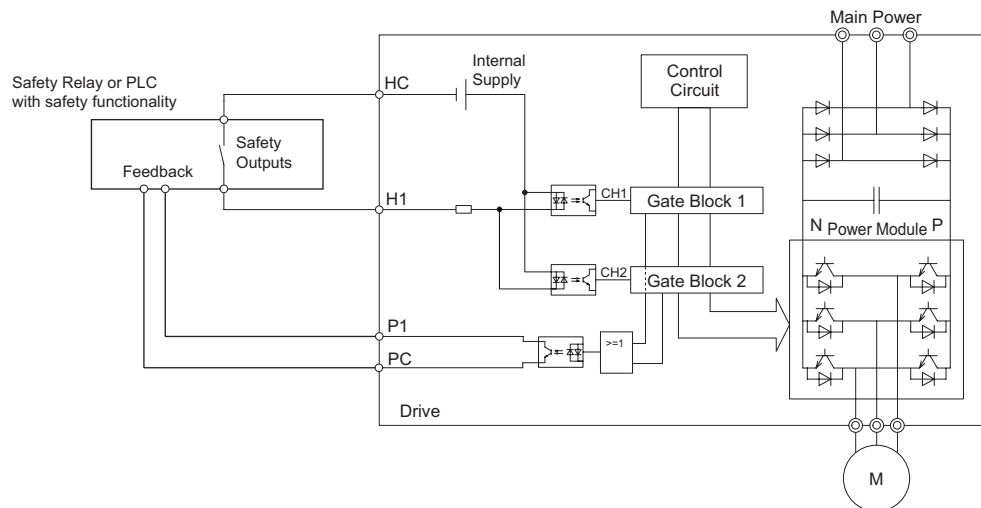 Main Power
Safety Relay or PLC
with safety functionality
HC
Internal
Supply
Control
Circuit
Safety
Outputs
Feedback
H1
CH1
Gate Block 1
N
Power Module
P
CH2
Gate Block 2
P1
PC
>=1
Drive
M